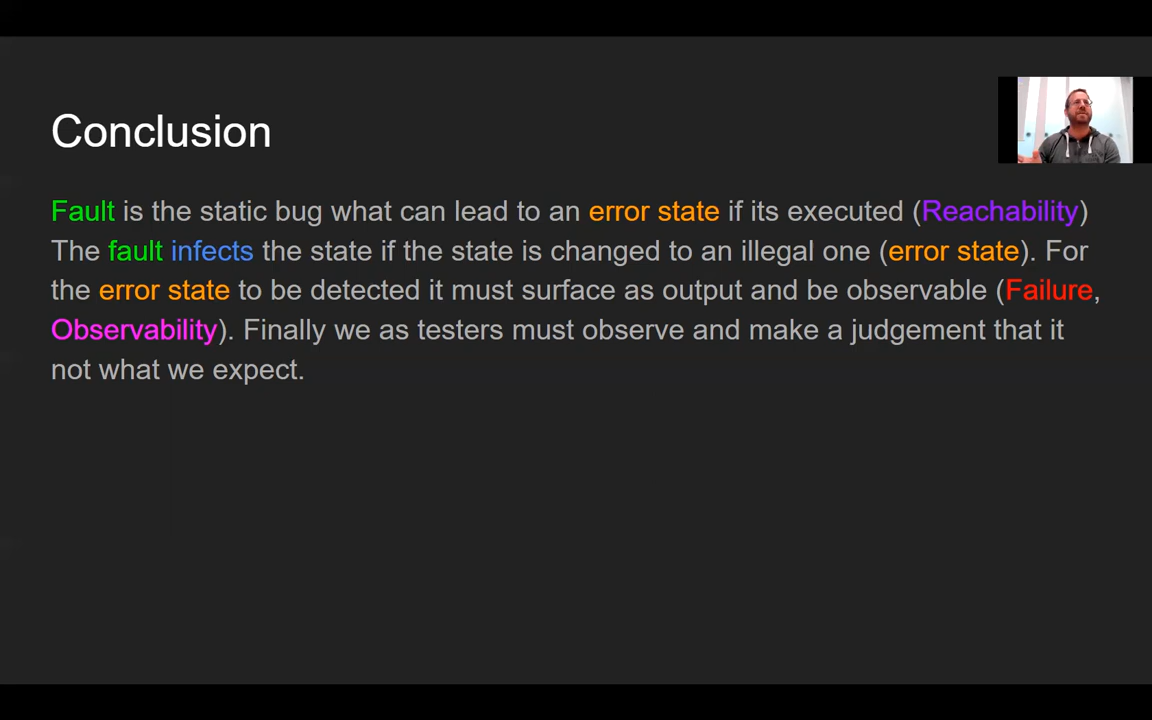 Conclusion
Fault is the static bug what can lead to an error state if its executed (Reachability)
The fault infects the state if the state is changed to an illegal one (error state). For
the error state to be detected it must surface as output and be observable (Failure,
Observability). Finally we as testers must observe and make a judgement that it
not what we expect.